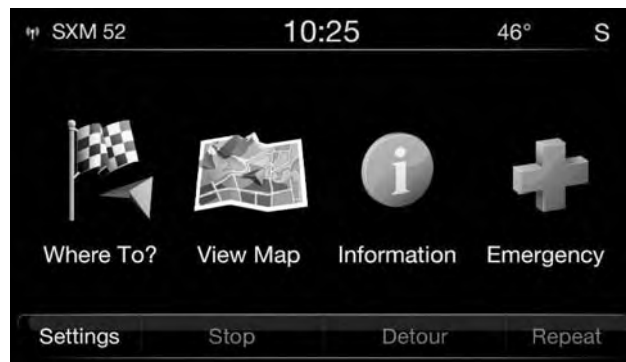 SXM 52 10:25 46° S
Where To? View Map Information Emergency
Settings Stop Detour Repeat